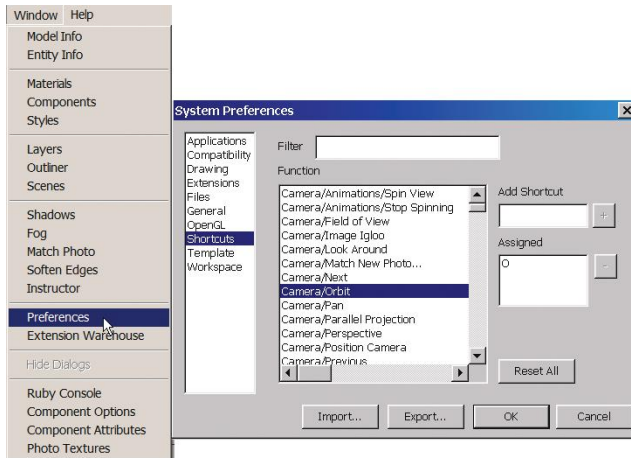 Window Help
Model Info
Entity Info
Materials
Components
Styles
Layers
Outliner
Scenes
Shadows
Fog
Match Photo
Soften Edges
Instructor
Preferences
Extension Warehouse
Hide Dialogs
Ruby Console
Component Options
Component Attributes
Photo Textures
System Preferences
Applications
Compatibility
Drawing
Extensions
Files
General
OpenGL
Shortcuts
Template
Workspace
Filter
Function
Camera/Animations/Spin View
Camera/Animations/Stop Spinning
Camera/Field of View
Camera/Image Igloo
Camera/Look Around
Camera/Match New Photo...
Camera/Next
Camera/Orbit
Camera/Pan
Camera/Parallel Projection
Camera/Perspective
Camera/Position Camera
Camera/Previous
Add Shortcut
+
Assigned
O
-
Reset All
Import... Export... OK Cancel